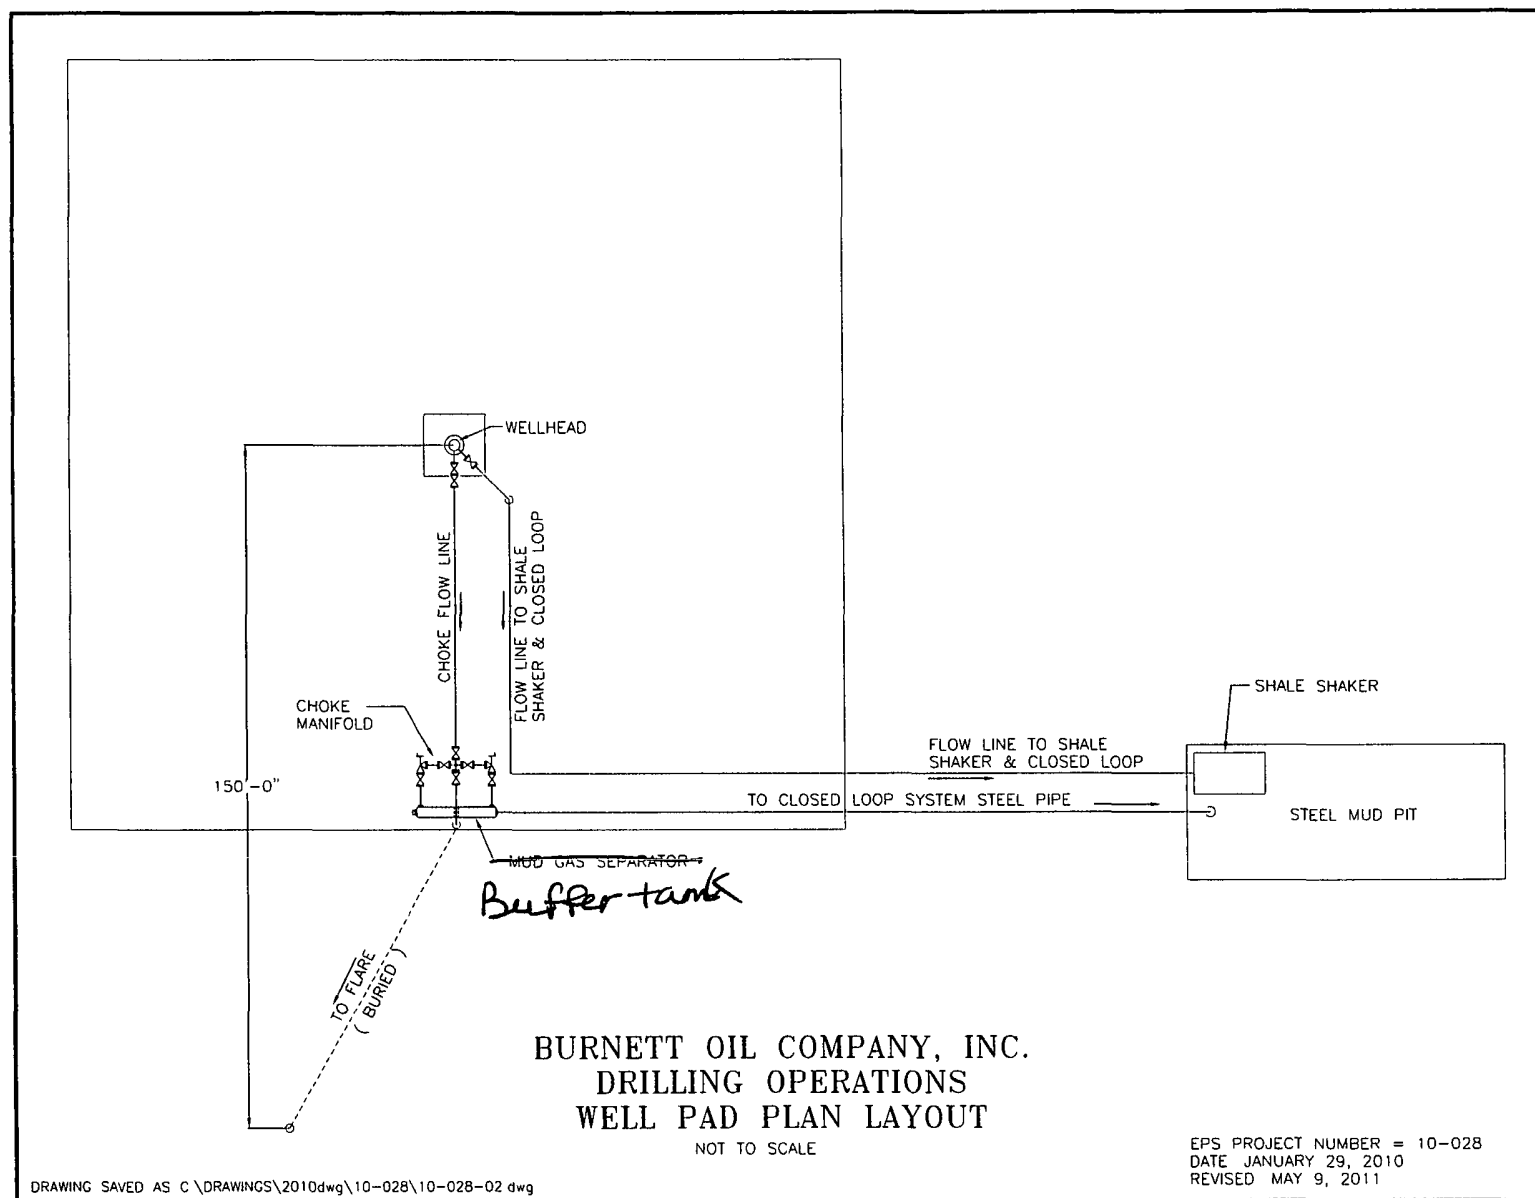 WELLHEAD
CHOKE FLOW LINE
FLOW LINE TO SHALE
SHAKER & CLOSED LOOP
CHOKE
MANIFOLD
SHALE SHAKER
FLOW LINE TO SHALE
SHAKER & CLOSED LOOP
150'-0"
TO CLOSED LOOP SYSTEM STEEL PIPE
STEEL MUD PIT
MUD GAS SEPARATOR
Buffer tank
TO FLARE
( BURIED )
BURNETT OIL COMPANY, INC.
DRILLING OPERATIONS
WELL PAD PLAN LAYOUT
NOT TO SCALE
EPS PROJECT NUMBER = 10-028
DATE JANUARY 29, 2010
REVISED MAY 9, 2011
DRAWING SAVED AS C \DRAWINGS\2010dwg\10-028\10-028-02 dwg